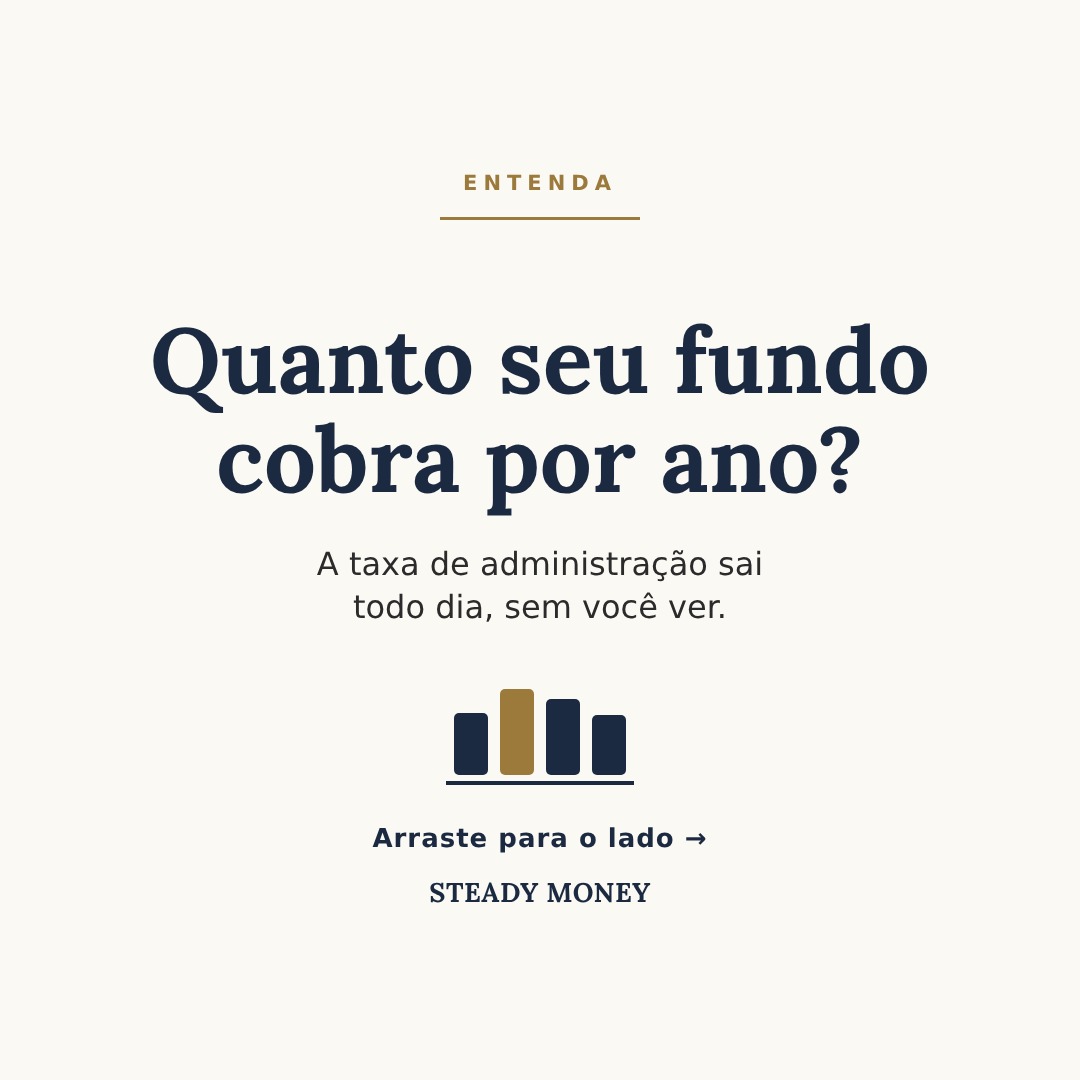 ENTENDA
Quanto seu fundo
cobra por ano?
A taxa de administração sai
todo dia, sem você ver.
Arraste para o lado →
STEADY MONEY